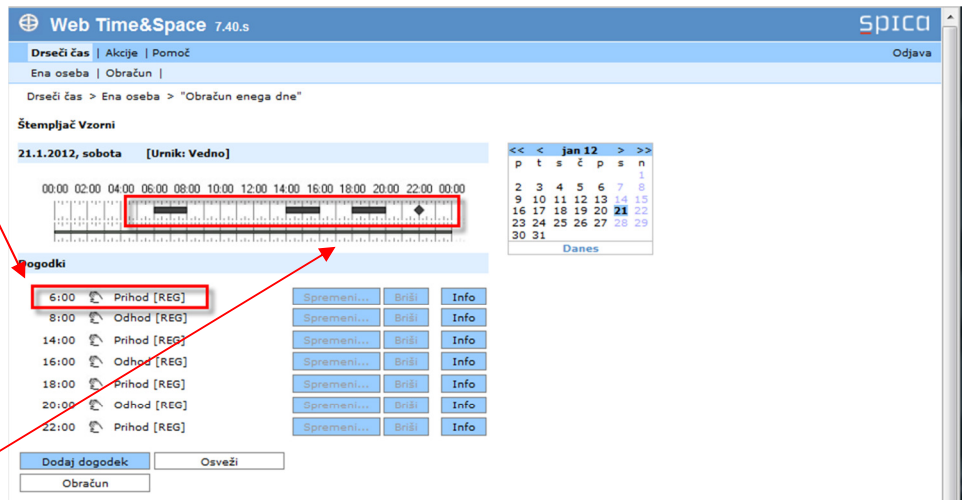 Web Time&Space 7.40.s spica
Drseči čas | Akcije | Pomoč Odjava
Ena oseba | Obračun |
Drseči čas > Ena oseba > "Obračun enega dne"
Štempljač Vzorni
21.1.2012, sobota [Urnik: Vedno]
00:00 02:00 04:00 06:00 08:00 10:00 12:00 14:00 16:00 18:00 20:00 22:00 00:00
<< < jan 12 > >>
p t s č p s n
1
2 3 4 5 6 7 8
9 10 11 12 13 14 15
16 17 18 19 20 21 22
23 24 25 26 27 28 29
30 31
Danes
Dogodki
6:00 Prihod [REG] Spremeni... Briši Info
8:00 Odhod [REG] Spremeni... Briši Info
14:00 Prihod [REG] Spremeni... Briši Info
16:00 Odhod [REG] Spremeni... Briši Info
18:00 Prihod [REG] Spremeni... Briši Info
20:00 Odhod [REG] Spremeni... Briši Info
22:00 Prihod [REG] Spremeni... Briši Info
Dodaj dogodek Osveži
Obračun